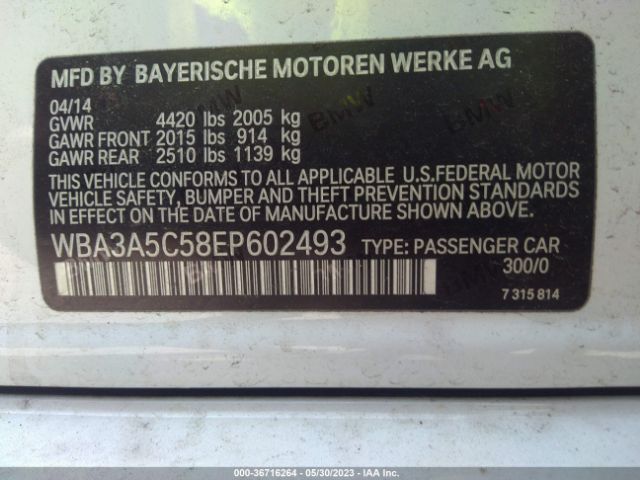 MFD BY BAYERISCHE MOTOREN WERKE AG
04/14
GVWR 4420 lbs 2005 kg
GAWR FRONT 2015 lbs 914 kg
GAWR REAR 2510 lbs 1139 kg
THIS VEHICLE CONFORMS TO ALL APPLICABLE U.S.FEDERAL MOTOR
VEHICLE SAFETY, BUMPER AND THEFT PREVENTION STANDARDS
IN EFFECT ON THE DATE OF MANUFACTURE SHOWN ABOVE.
WBA3A5C58EP602493 TYPE: PASSENGER CAR
300/0
7 315 814
000-36716264 - 05/30/2023 - IAA Inc.